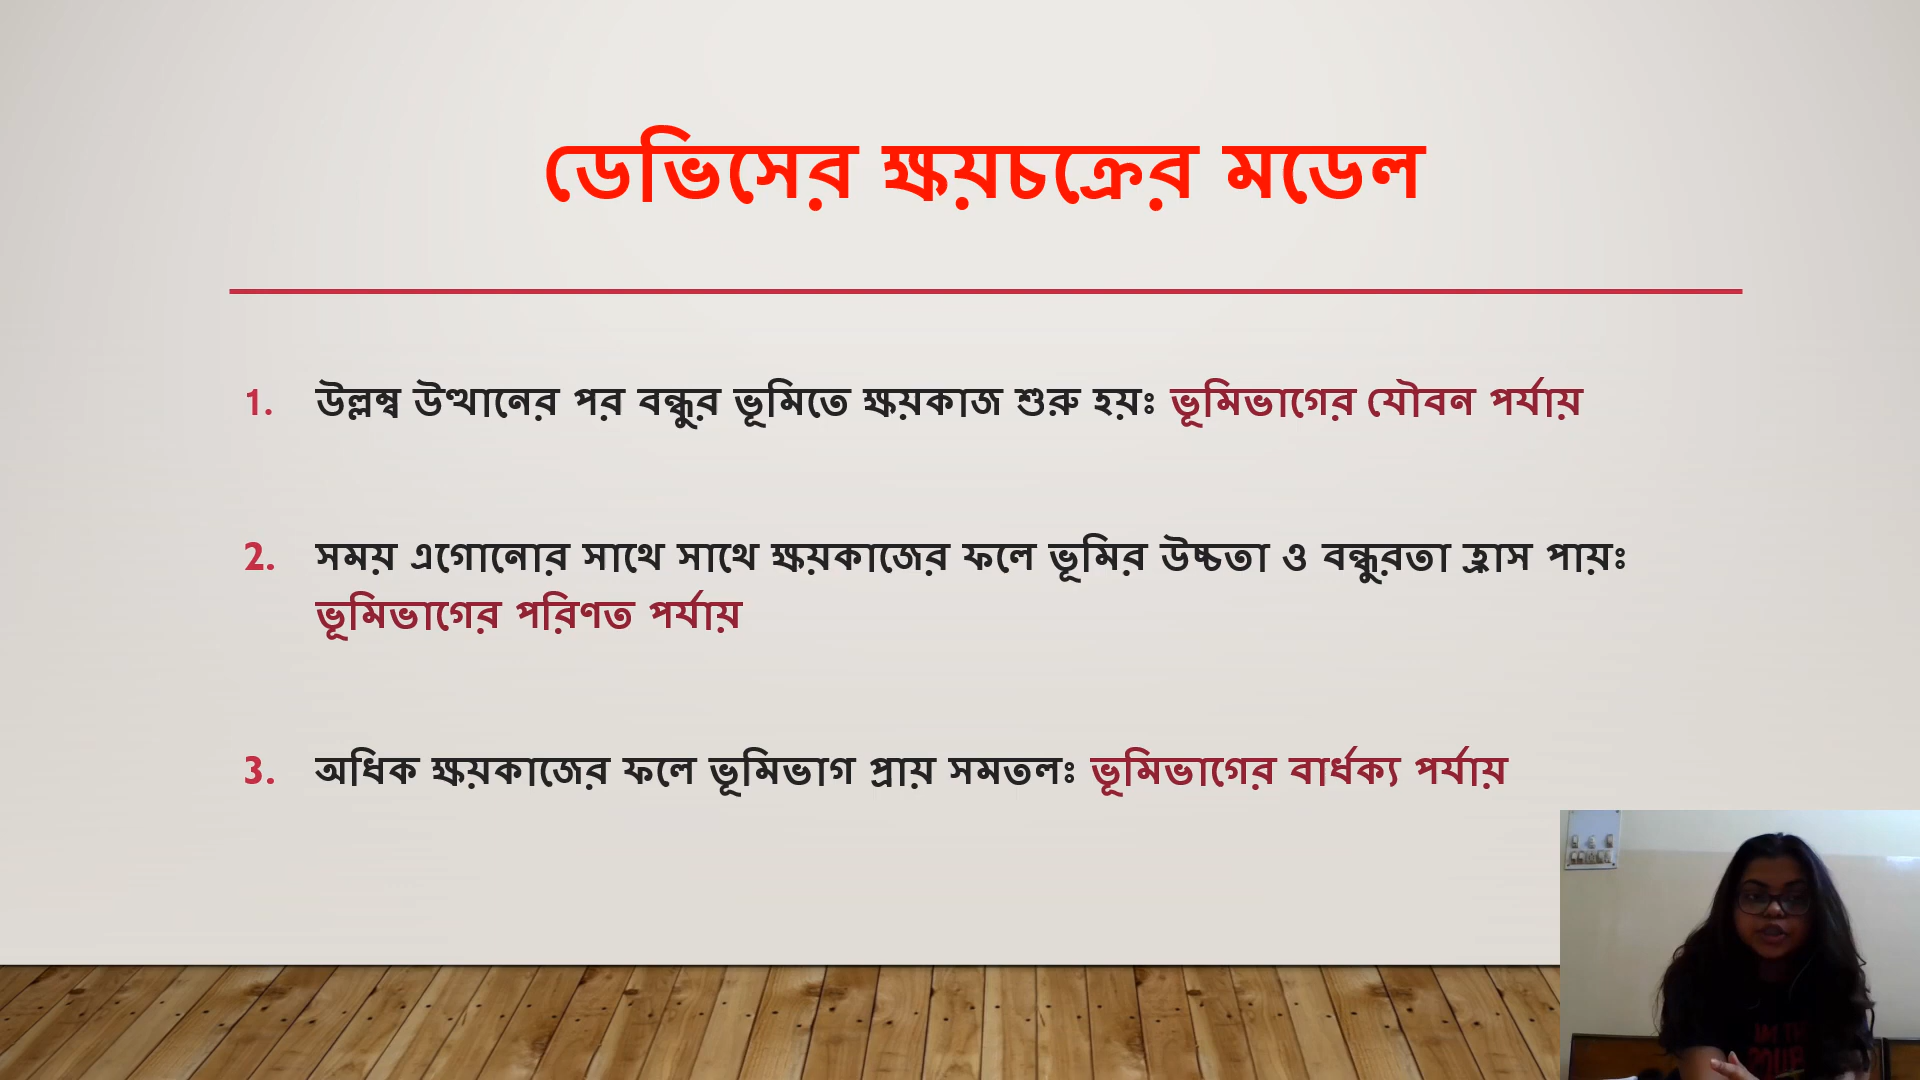 ডেভিসের ক্ষয়চক্রের মডেল
1. উল্লম্ব উত্থানের পর বন্ধুর ভূমিতে ক্ষয়কাজ শুরু হয়ঃ ভূমিভাগের যৌবন পর্যায়
2. সময় এগোনোর সাথে সাথে ক্ষয়কাজের ফলে ভূমির উচ্চতা ও বন্ধুরতা হ্রাস পায়ঃ
ভূমিভাগের পরিণত পর্যায়
3. অধিক ক্ষয়কাজের ফলে ভূমিভাগ প্রায় সমতলঃ ভূমিভাগের বার্ধক্য পর্যায়